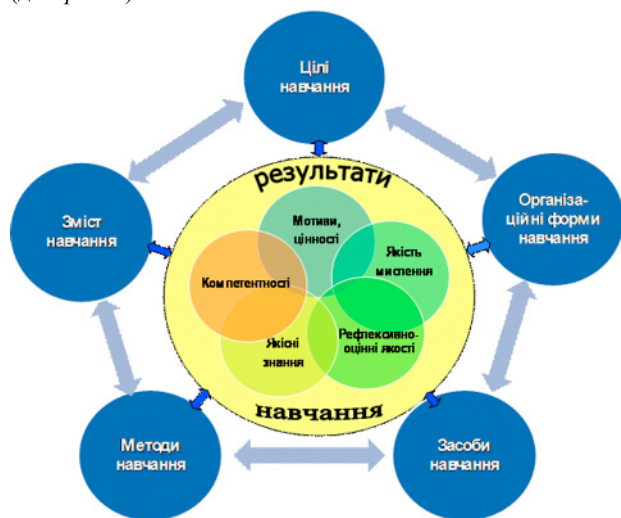 Цілі
навчання
результати
Зміст
навчання
Мотиви,
цінності
Організа-
ційні форми
навчання
Якість
мислення
Компетентності
Якісні
знання
Рефлексивно-
оцінні якості
навчання
Методи
навчання
Засоби
навчання